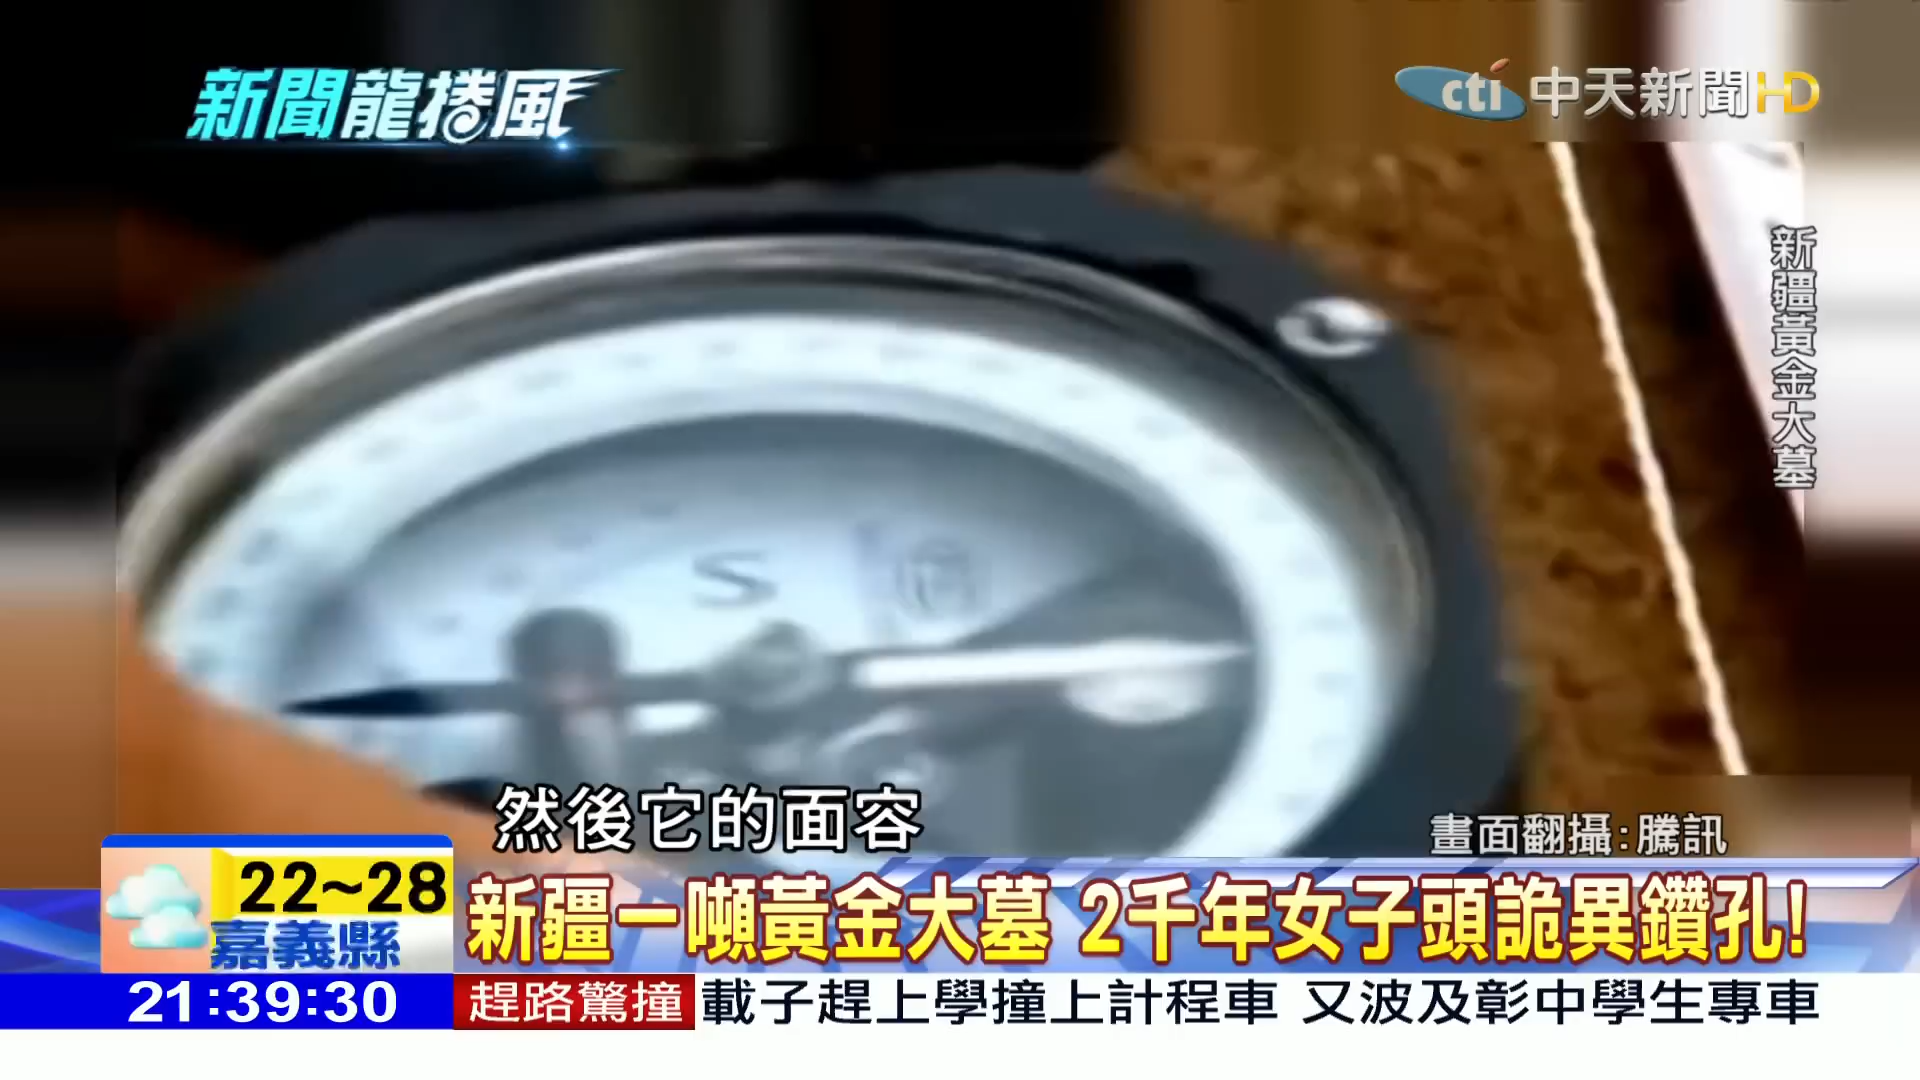 新聞龍捲風
cti 中天新聞HD
新疆黃金大墓
S
然後它的面容
畫面翻攝:騰訊
22~28
嘉義縣
新疆一噸黃金大墓 2千年女子頭詭異鑽孔!
21:39:30
趕路驚撞 載子趕上學撞上計程車 又波及彰中學生專車